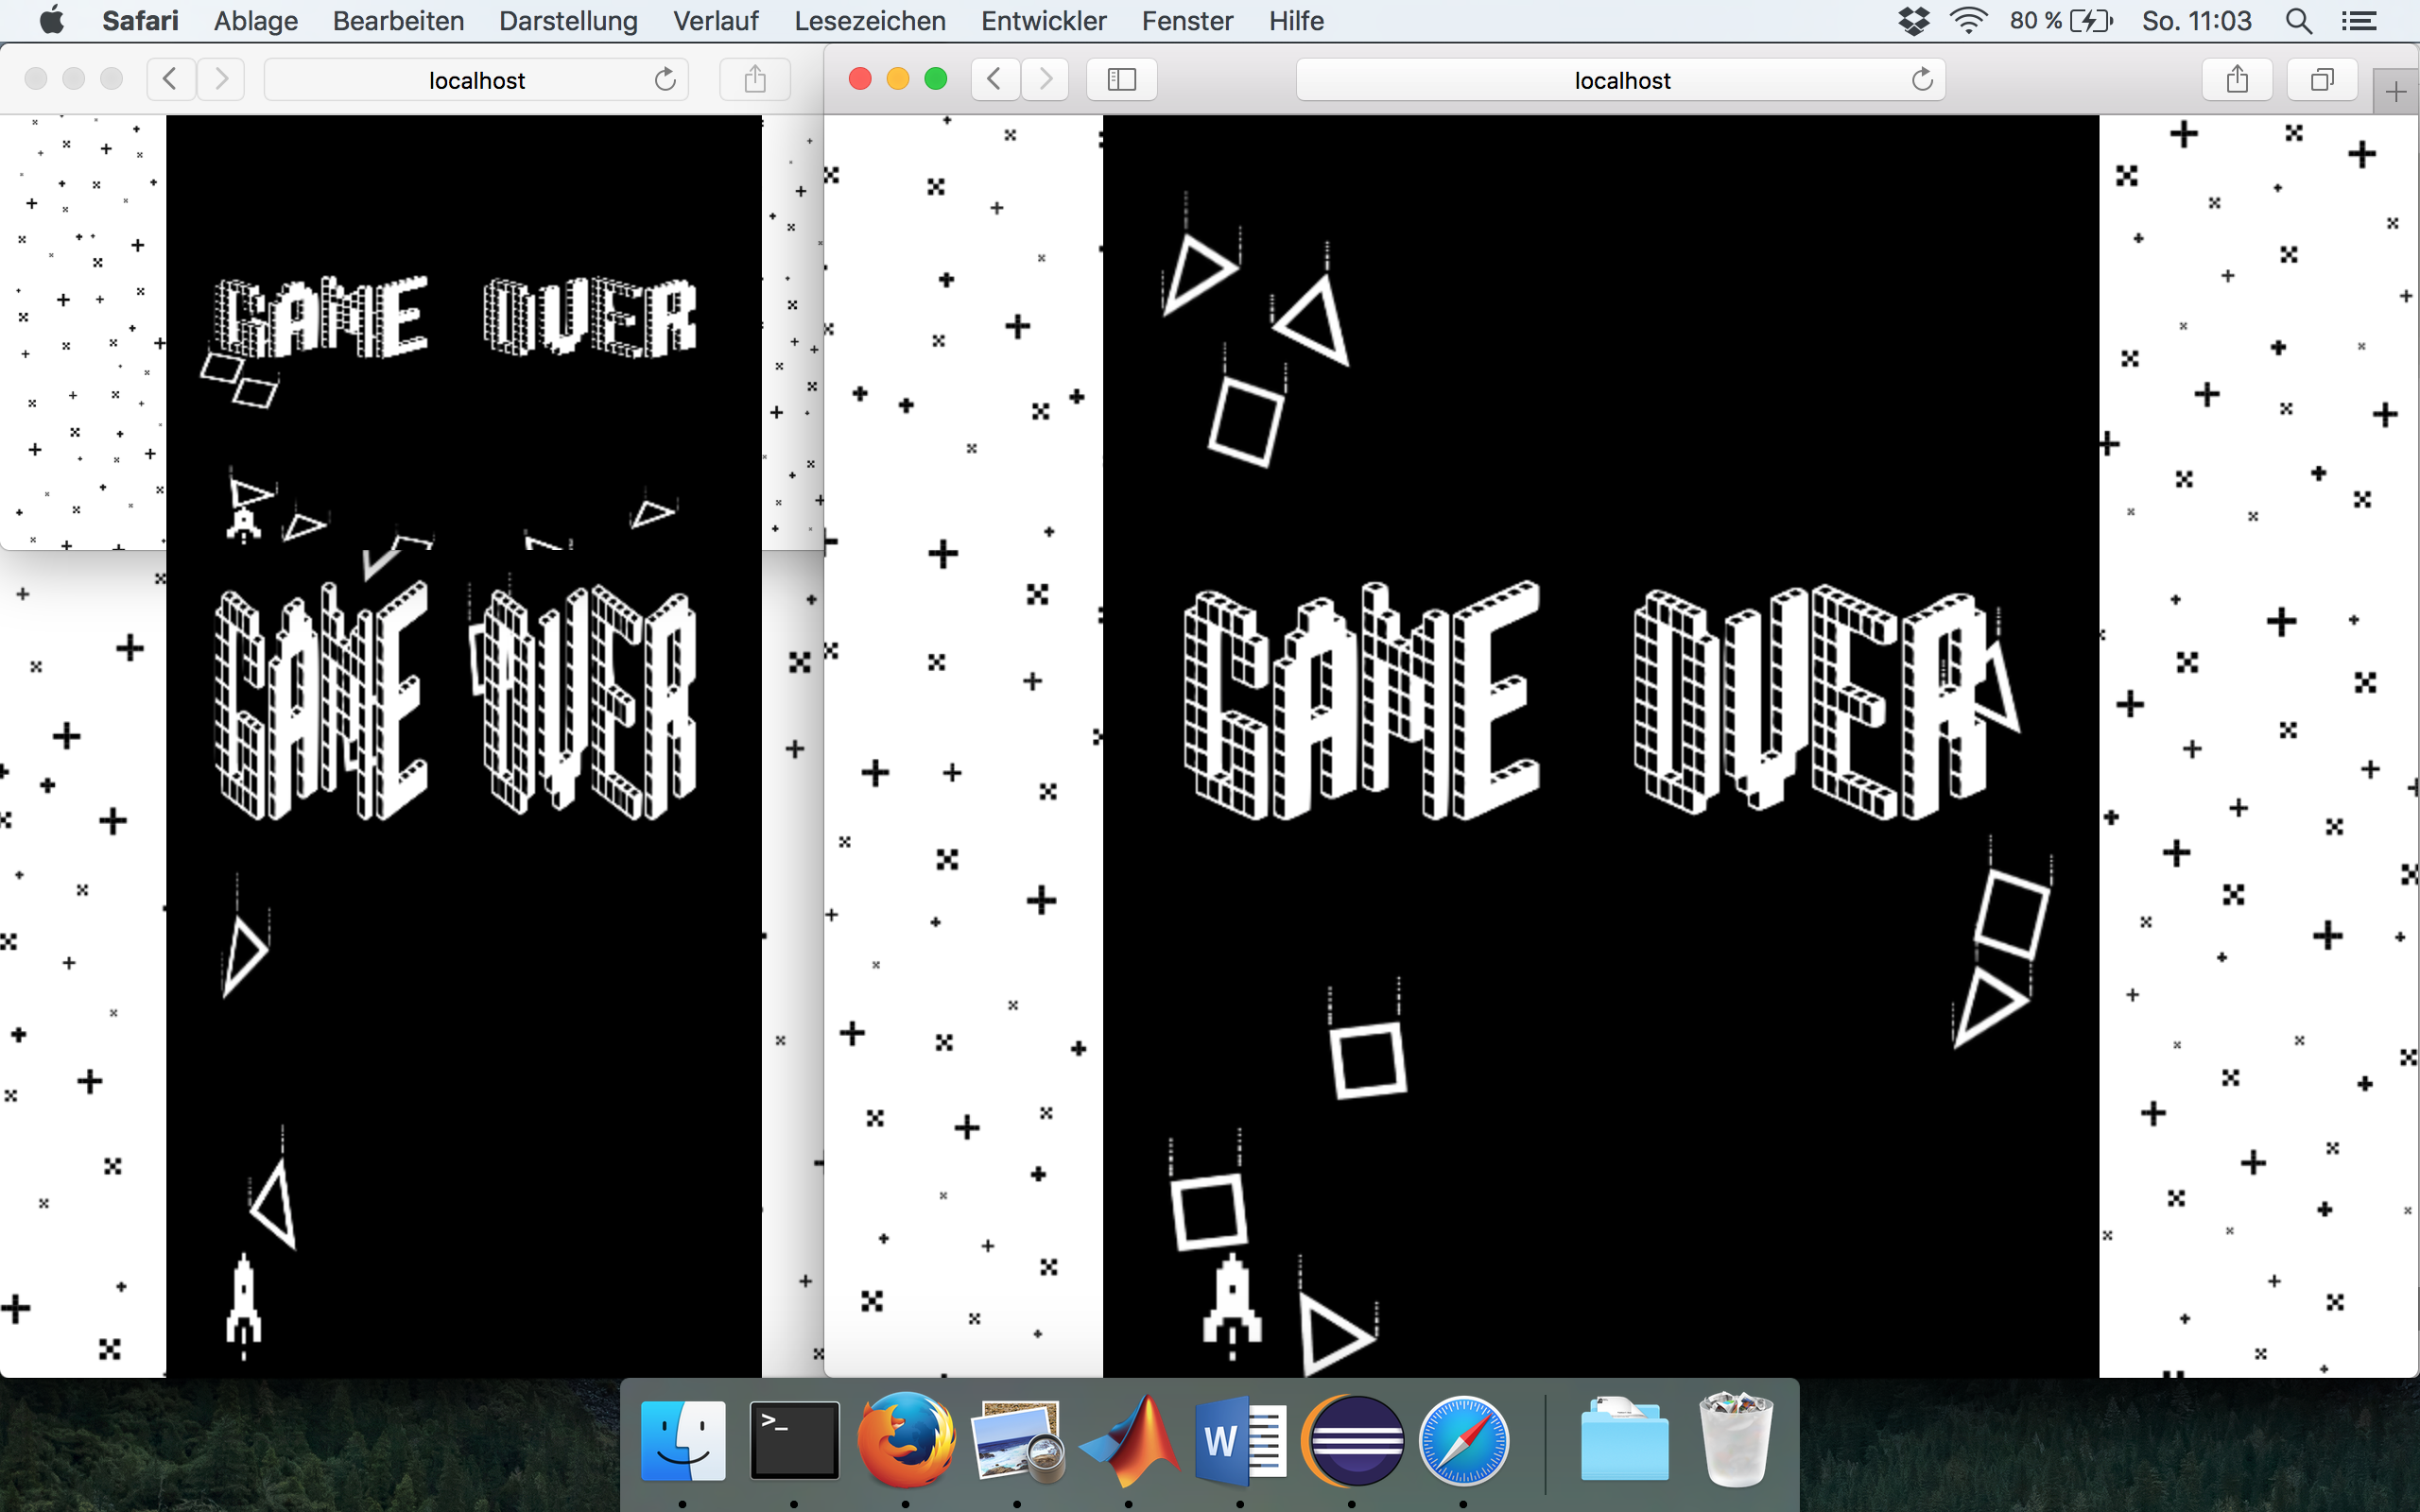 Safari Ablage Bearbeiten Darstellung Verlauf Lesezeichen Entwickler Fenster Hilfe 80 % So. 11:03
localhost
localhost
GAME OVER
GAME OVER
GAME OVER
>_
W